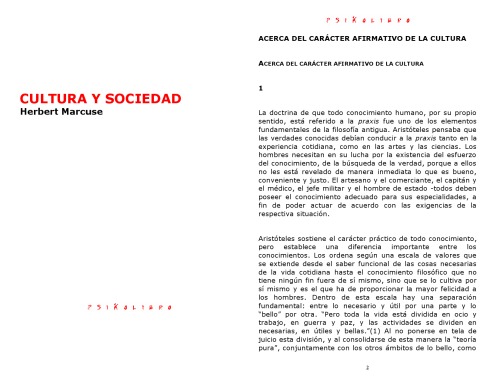 CULTURA Y SOCIEDAD
Herbert Marcuse
PSIKOLIBRO
PSIKOLIBRO
ACERCA DEL CARÁCTER AFIRMATIVO DE LA CULTURA
ACERCA DEL CARÁCTER AFIRMATIVO DE LA CULTURA
1
La doctrina de que todo conocimiento humano, por su propio
sentido, está referido a la praxis fue uno de los elementos
fundamentales de la filosofía antigua. Aristóteles pensaba que
las verdades conocidas debían conducir a la praxis tanto en la
experiencia cotidiana, como en las artes y las ciencias. Los
hombres necesitan en su lucha por la existencia del esfuerzo
del conocimiento, de la búsqueda de la verdad, porque a ellos
no les está revelado de manera inmediata lo que es bueno,
conveniente y justo. El artesano y el comerciante, el capitán y
el médico, el jefe militar y el hombre de estado -todos deben
poseer el conocimiento adecuado para sus especialidades, a
fin de poder actuar de acuerdo con las exigencias de la
respectiva situación.
Aristóteles sostiene el carácter práctico de todo conocimiento,
pero establece una diferencia importante entre los
conocimientos. Los ordena según una escala de valores que
se extiende desde el saber funcional de las cosas necesarias
de la vida cotidiana hasta el conocimiento filosófico que no
tiene ningún fin fuera de sí mismo, sino que se lo cultiva por
sí mismo y es el que ha de proporcionar la mayor felicidad a
los hombres. Dentro de esta escala hay una separación
fundamental: entre lo necesario y útil por una parte y lo
"bello" por otra. "Pero toda la vida está dividida en ocio y
trabajo, en guerra y paz, y las actividades se dividen en
necesarias, en útiles y bellas."(1) Al no ponerse en tela de
juicio esta división, y al consolidarse de esta manera la "teoría
pura", conjuntamente con los otros ámbitos de lo bello, como
2